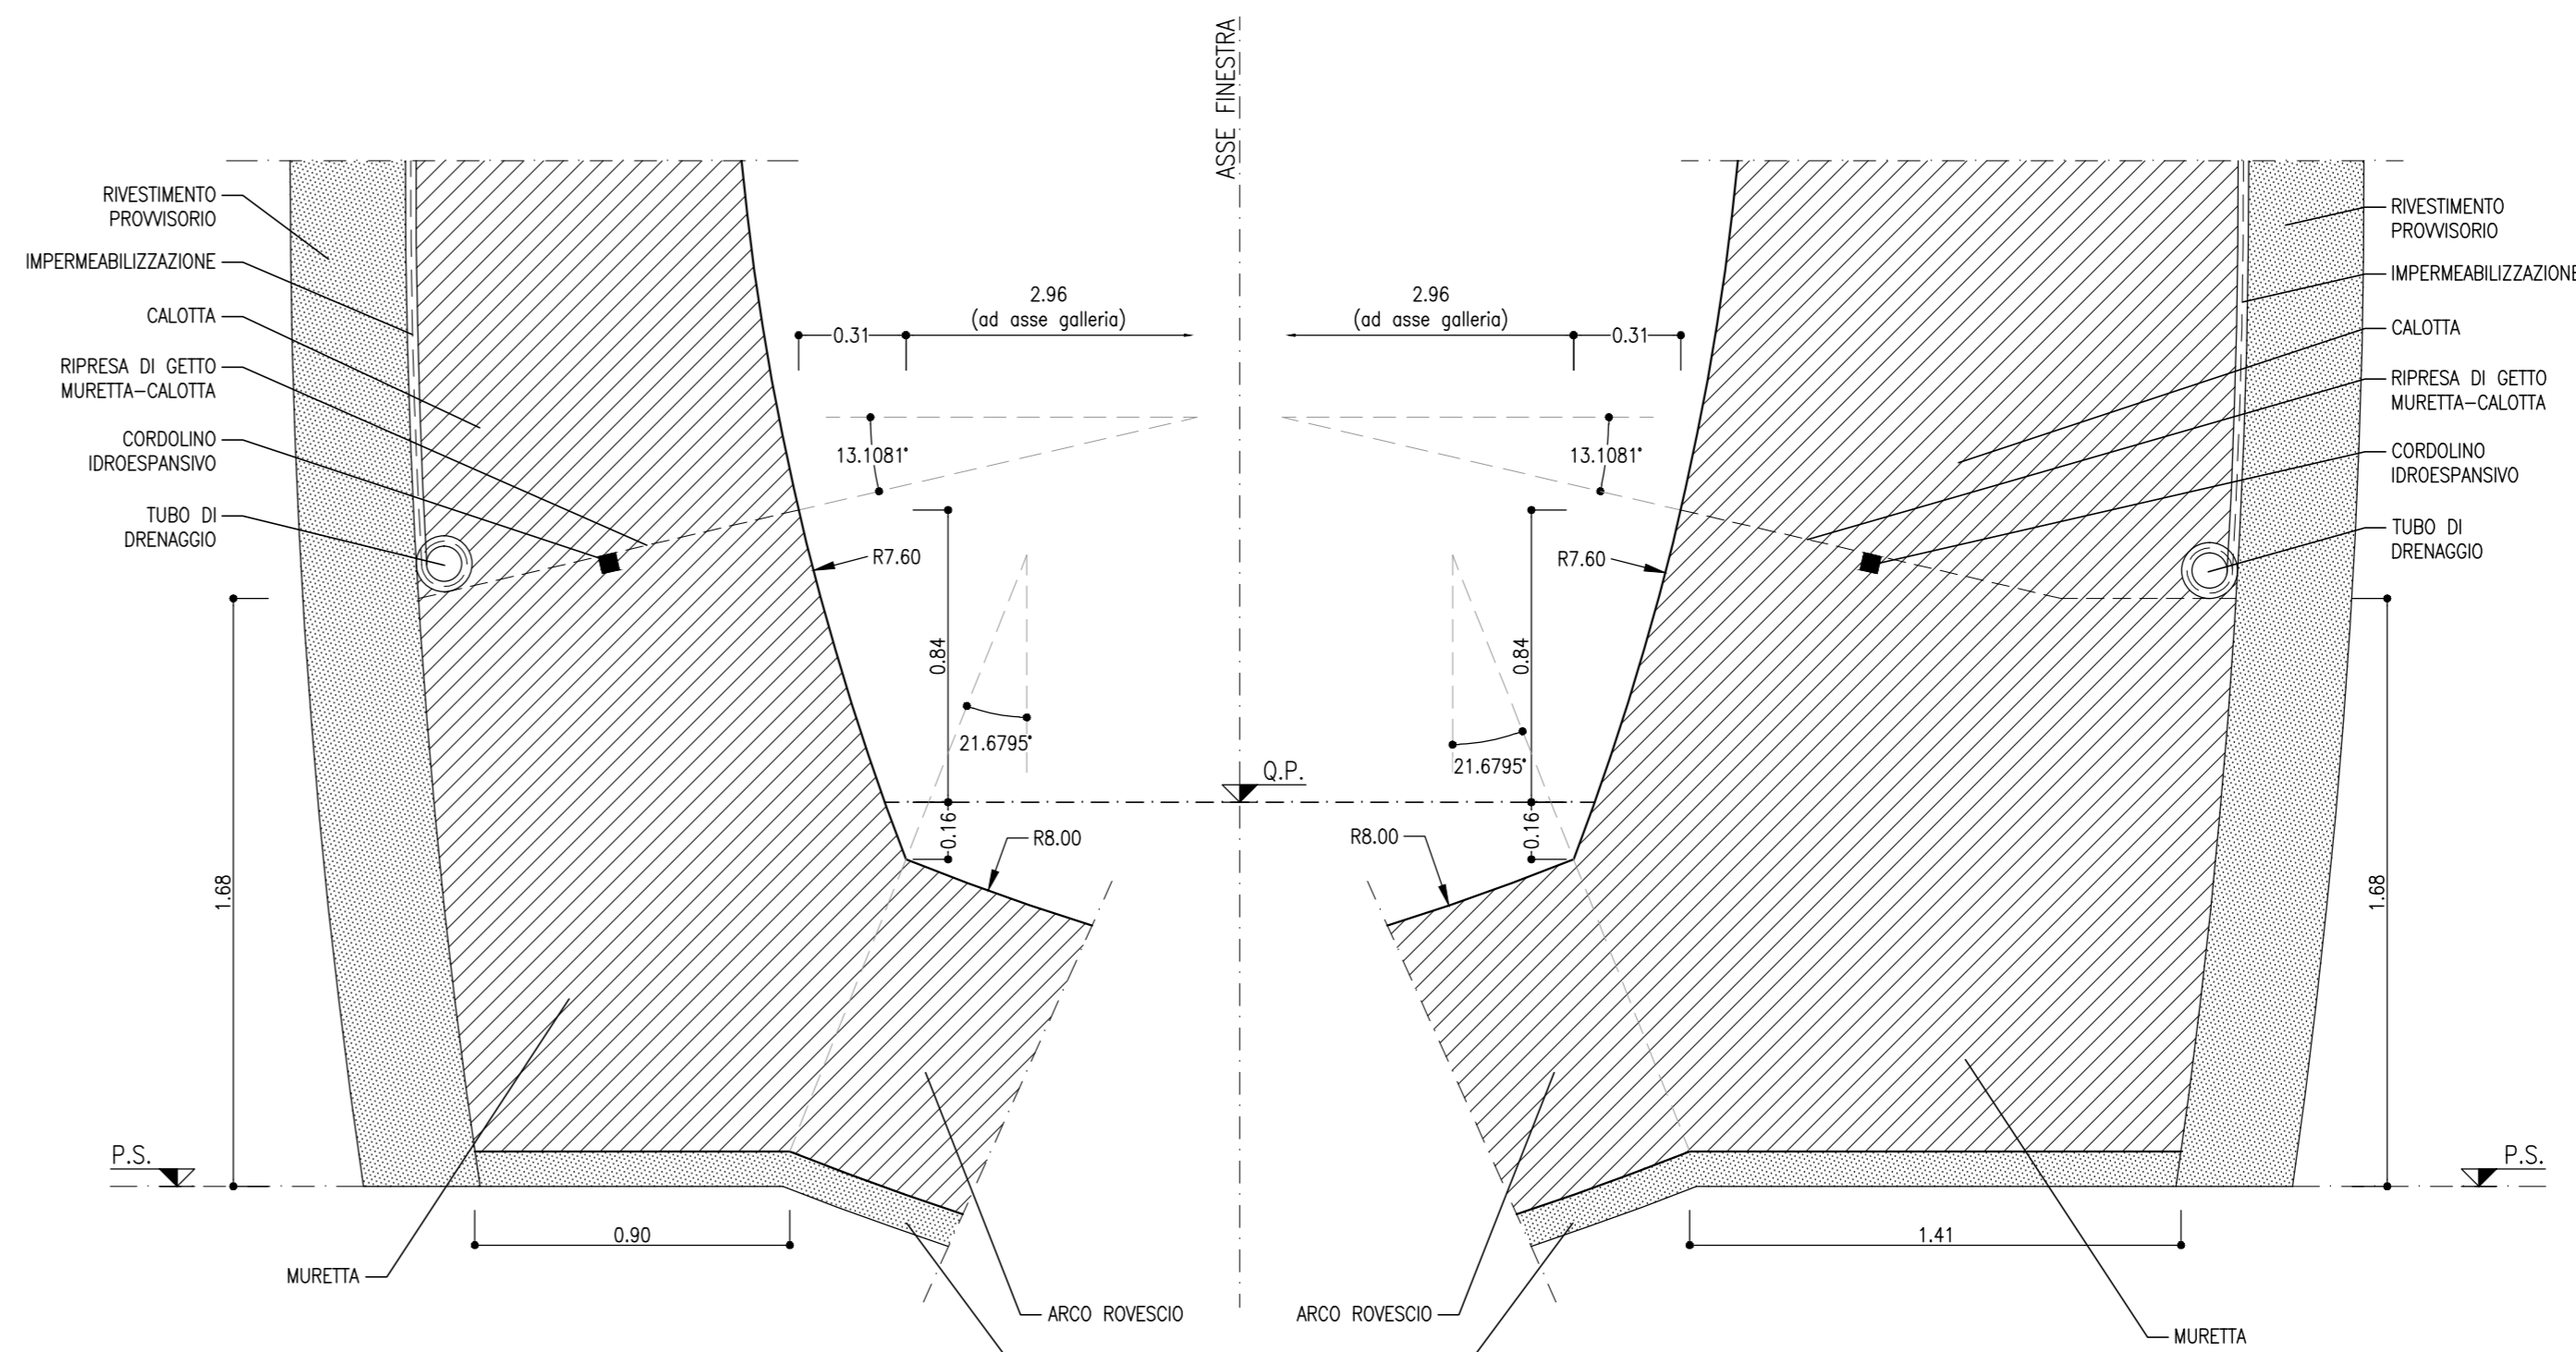 ASSE FINESTRA
RIVESTIMENTO
PROVVISORIO
IMPERMEABILIZZAZIONE
CALOTTA
RIPRESA DI GETTO
MURETTA-CALOTTA
CORDOLINO
IDROESPANSIVO
TUBO DI
DRENAGGIO
2.96
(ad asse galleria)
0.31
13.1081°
R7.60
0.84
21.6795°
0.16
R8.00
1.68
P.S.
0.90
MURETTA
ARCO ROVESCIO
Q.P.
2.96
(ad asse galleria)
0.31
13.1081°
R7.60
0.84
21.6795°
0.16
R8.00
RIVESTIMENTO
PROVVISORIO
IMPERMEABILIZZAZIONE
CALOTTA
RIPRESA DI GETTO
MURETTA-CALOTTA
CORDOLINO
IDROESPANSIVO
TUBO DI
DRENAGGIO
1.68
P.S.
1.41
ARCO ROVESCIO
MURETTA